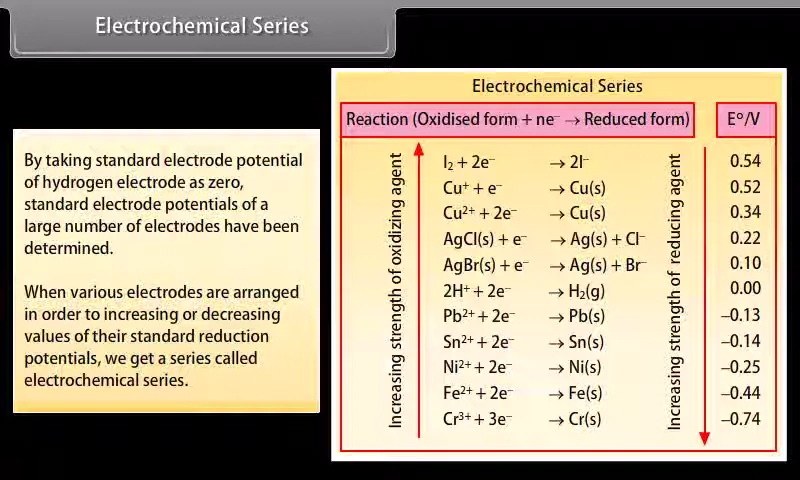 Electrochemical Series
By taking standard electrode potential
of hydrogen electrode as zero,
standard electrode potentials of a
large number of electrodes have been
determined.
When various electrodes are arranged
in order to increasing or decreasing
values of their standard reduction
potentials, we get a series called
electrochemical series.
Electrochemical Series
Reaction (Oxidised form + ne⁻ → Reduced form) E°/V
Increasing strength of oxidizing agent
I₂ + 2e⁻ → 2I⁻ 0.54
Cu⁺ + e⁻ → Cu(s) 0.52
Cu²⁺ + 2e⁻ → Cu(s) 0.34
AgCl(s) + e⁻ → Ag(s) + Cl⁻ 0.22
AgBr(s) + e⁻ → Ag(s) + Br⁻ 0.10
2H⁺ + 2e⁻ → H₂(g) 0.00
Pb²⁺ + 2e⁻ → Pb(s) –0.13
Sn²⁺ + 2e⁻ → Sn(s) –0.14
Ni²⁺ + 2e⁻ → Ni(s) –0.25
Fe²⁺ + 2e⁻ → Fe(s) –0.44
Cr³⁺ + 3e⁻ → Cr(s) –0.74
Increasing strength of reducing agent